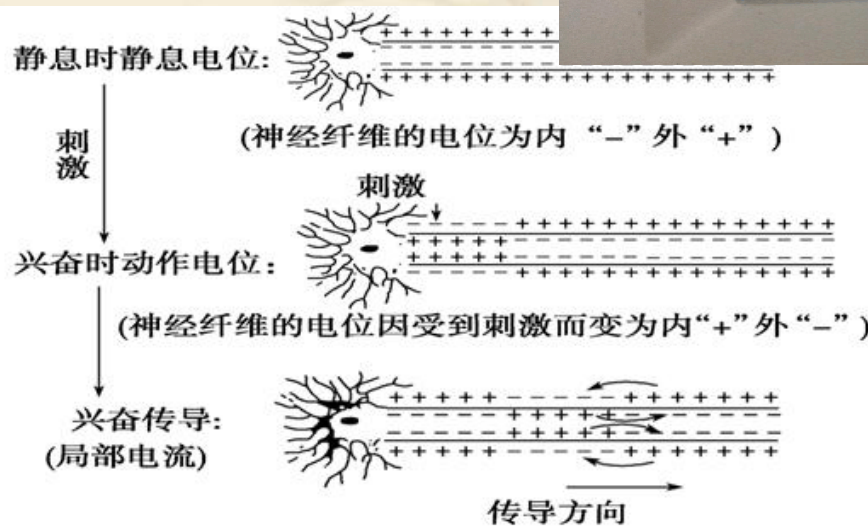 静息时静息电位:
(神经纤维的电位为内“−”外“+”)
刺激
刺激
兴奋时动作电位:
(神经纤维的电位因受到刺激而变为内“+”外“−”)
兴奋传导:
(局部电流)
传导方向